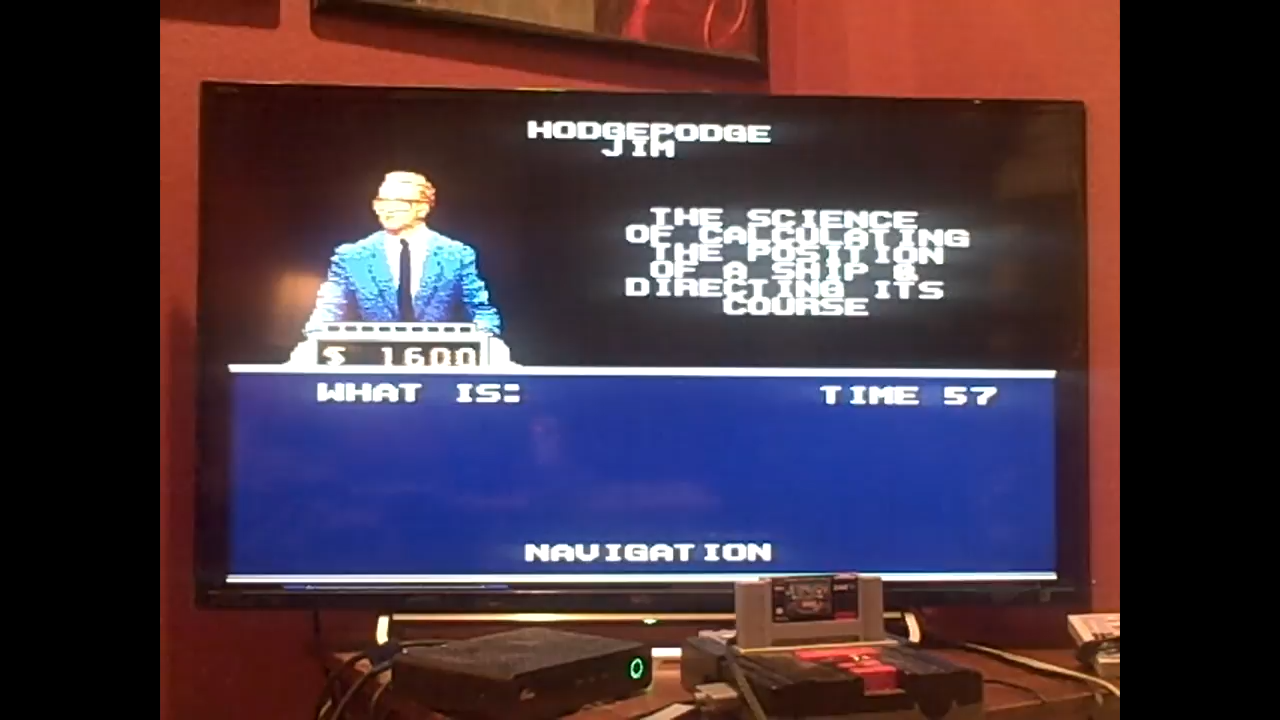 HODGEPODGE
JIM
THE SCIENCE
OF CALCULATING
THE POSITION
OF A SHIP &
DIRECTING ITS
COURSE
$ 1600
WHAT IS:
TIME 57
NAVIGATION